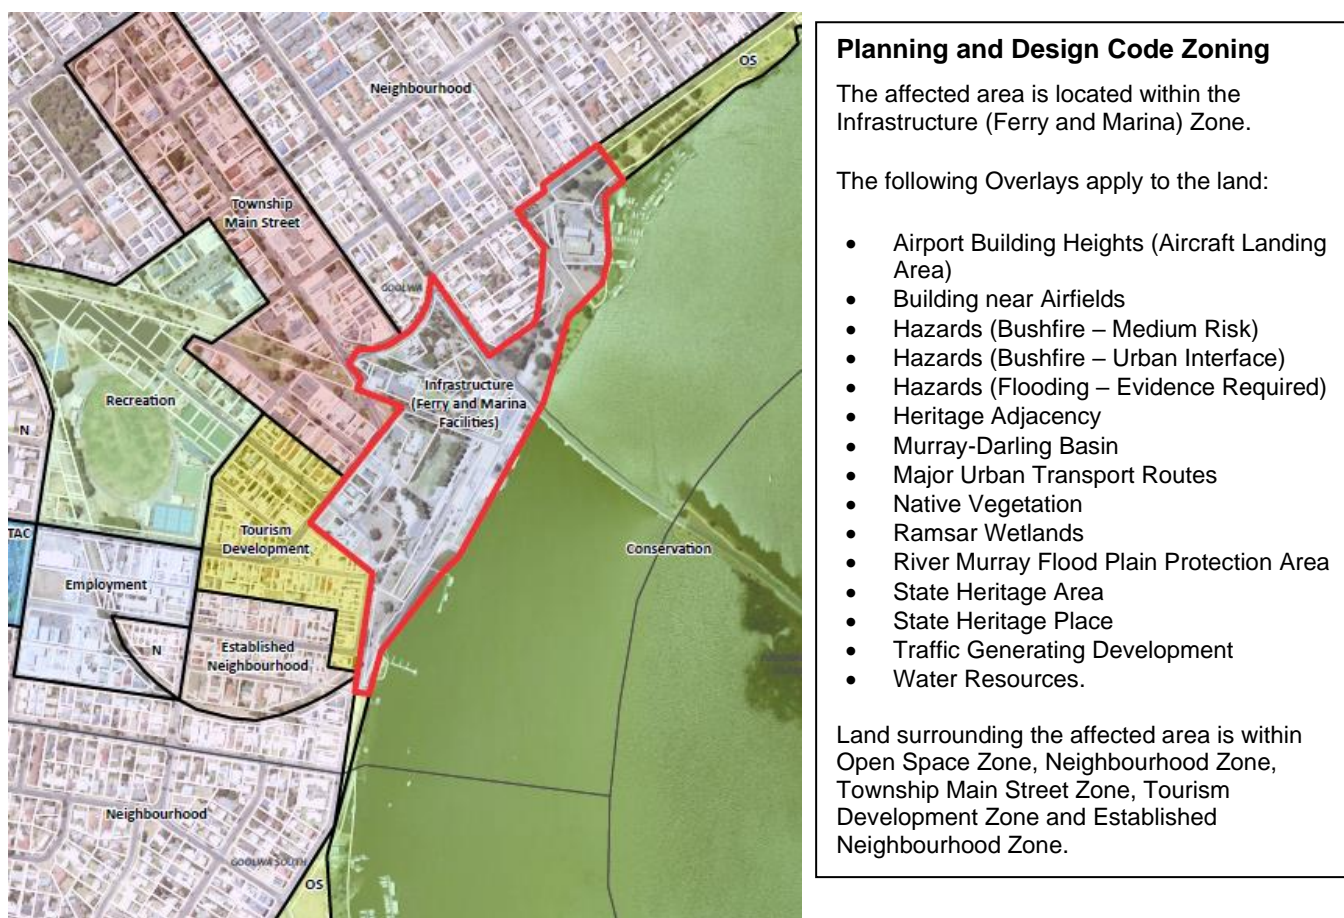 OS
Neighbourhood
Township
Main Street
GOOLWA
Infrastructure
(Ferry and Marina
Facilities)
Recreation
N
TAC
Tourism
Development
Conservation
Employment
N
Established
Neighbourhood
Neighbourhood
GOOLWA SOUTH
OS
Planning and Design Code Zoning
The affected area is located within the
Infrastructure (Ferry and Marina) Zone.
The following Overlays apply to the land:
• Airport Building Heights (Aircraft Landing
Area)
• Building near Airfields
• Hazards (Bushfire – Medium Risk)
• Hazards (Bushfire – Urban Interface)
• Hazards (Flooding – Evidence Required)
• Heritage Adjacency
• Murray-Darling Basin
• Major Urban Transport Routes
• Native Vegetation
• Ramsar Wetlands
• River Murray Flood Plain Protection Area
• State Heritage Area
• State Heritage Place
• Traffic Generating Development
• Water Resources.
Land surrounding the affected area is within
Open Space Zone, Neighbourhood Zone,
Township Main Street Zone, Tourism
Development Zone and Established
Neighbourhood Zone.